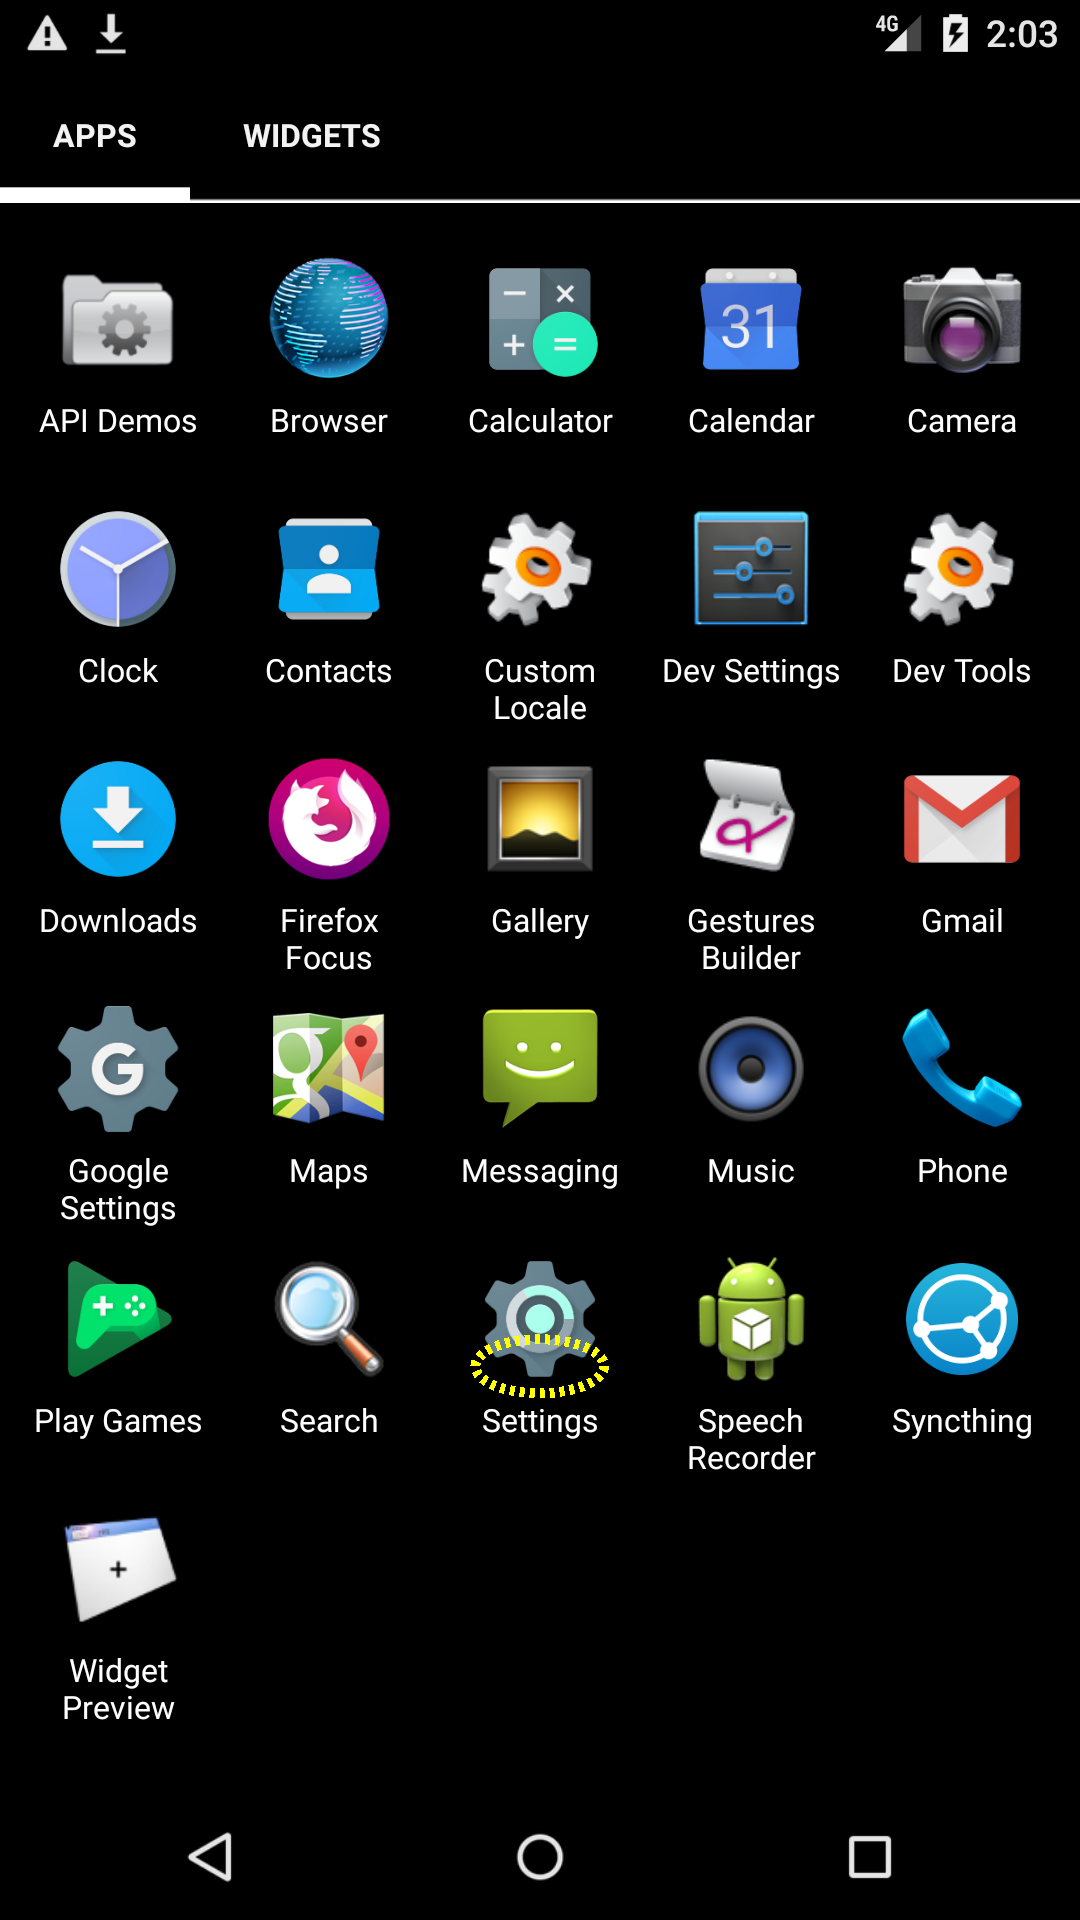 4G 2:03
APPS WIDGETS
31
API Demos Browser Calculator Calendar Camera
Clock Contacts Custom Locale Dev Settings Dev Tools
Downloads Firefox Focus Gallery Gestures Builder Gmail
G
Google Settings Maps Messaging Music Phone
Play Games Search Settings Speech Recorder Syncthing
Widget Preview